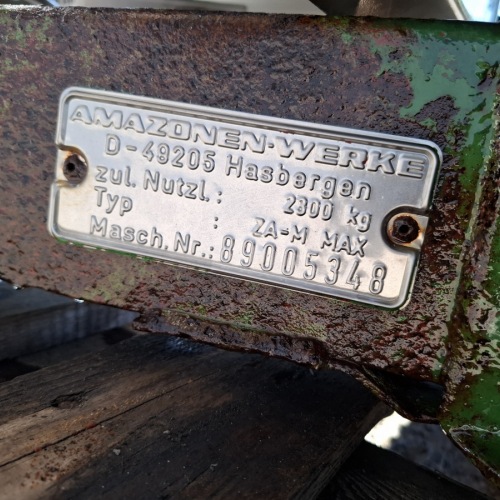 AMAZONEN-WERKE
D-49205 Hasbergen
zul. Nutzl.: 2300 kg
Typ : ZA-M MAX
Masch. Nr.: 89005348